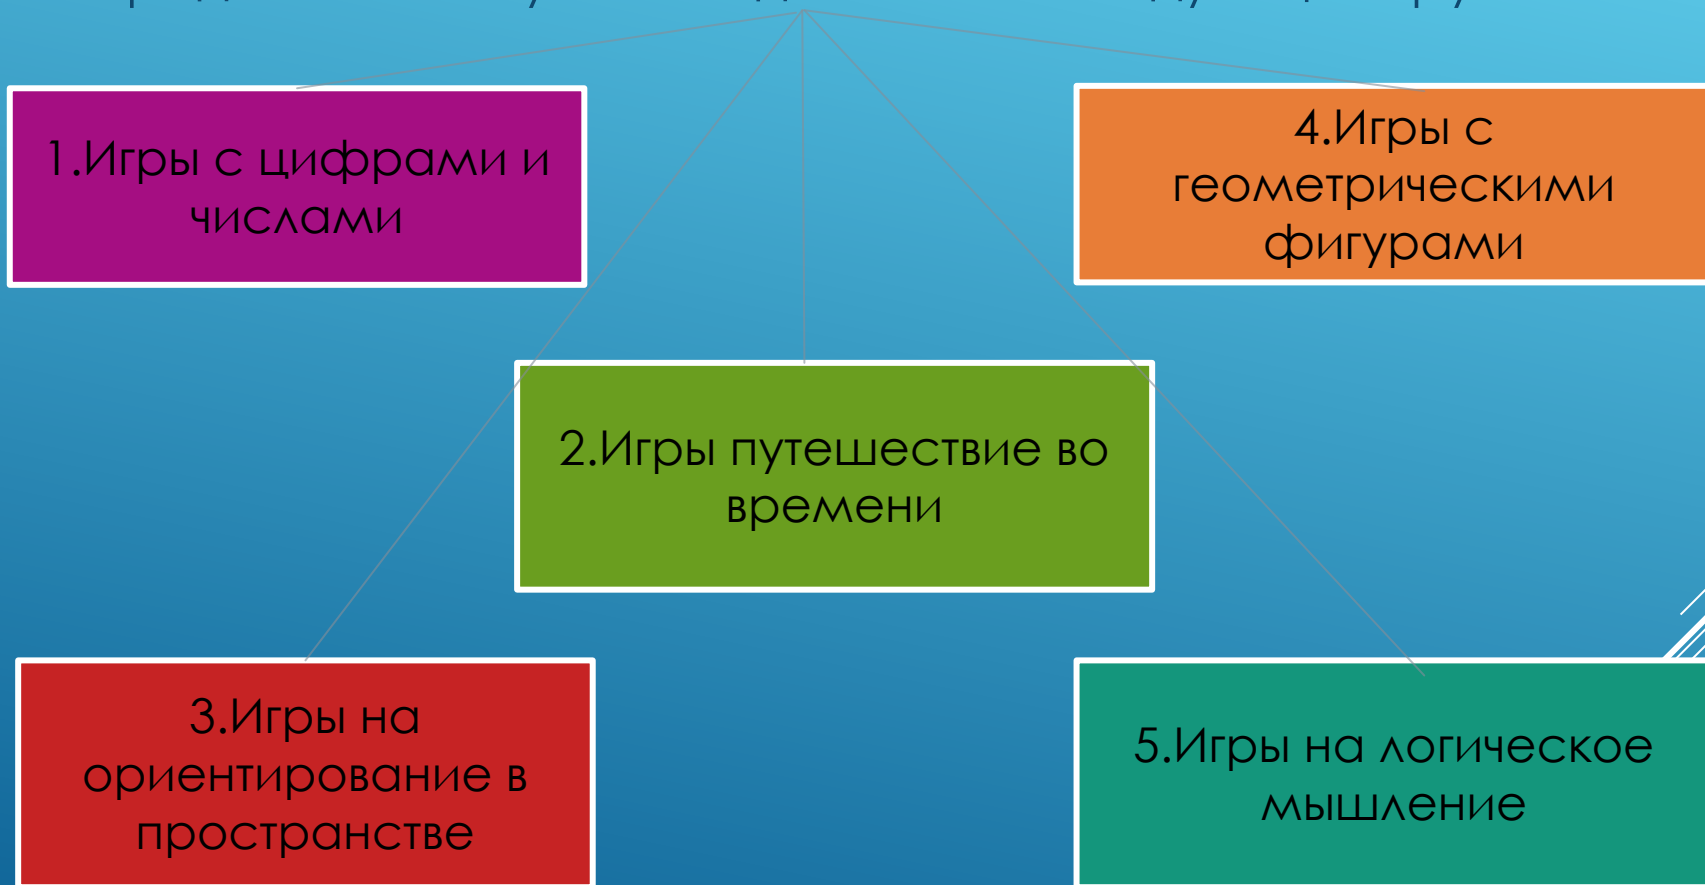 1.Игры с цифрами и
числами
4.Игры с
геометрическими
фигурами
2.Игры путешествие во
времени
3.Игры на
ориентирование в
пространстве
5.Игры на логическое
мышление